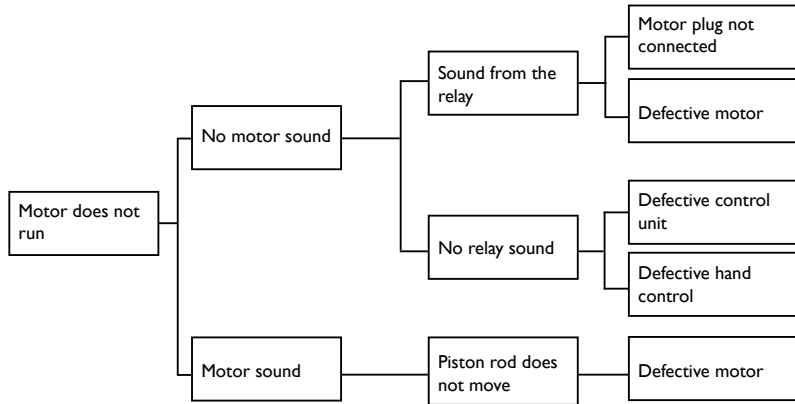 Motor does not
run
No motor sound
Motor sound
Sound from the
relay
No relay sound
Piston rod does
not move
Motor plug not
connected
Defective motor
Defective control
unit
Defective hand
control
Defective motor